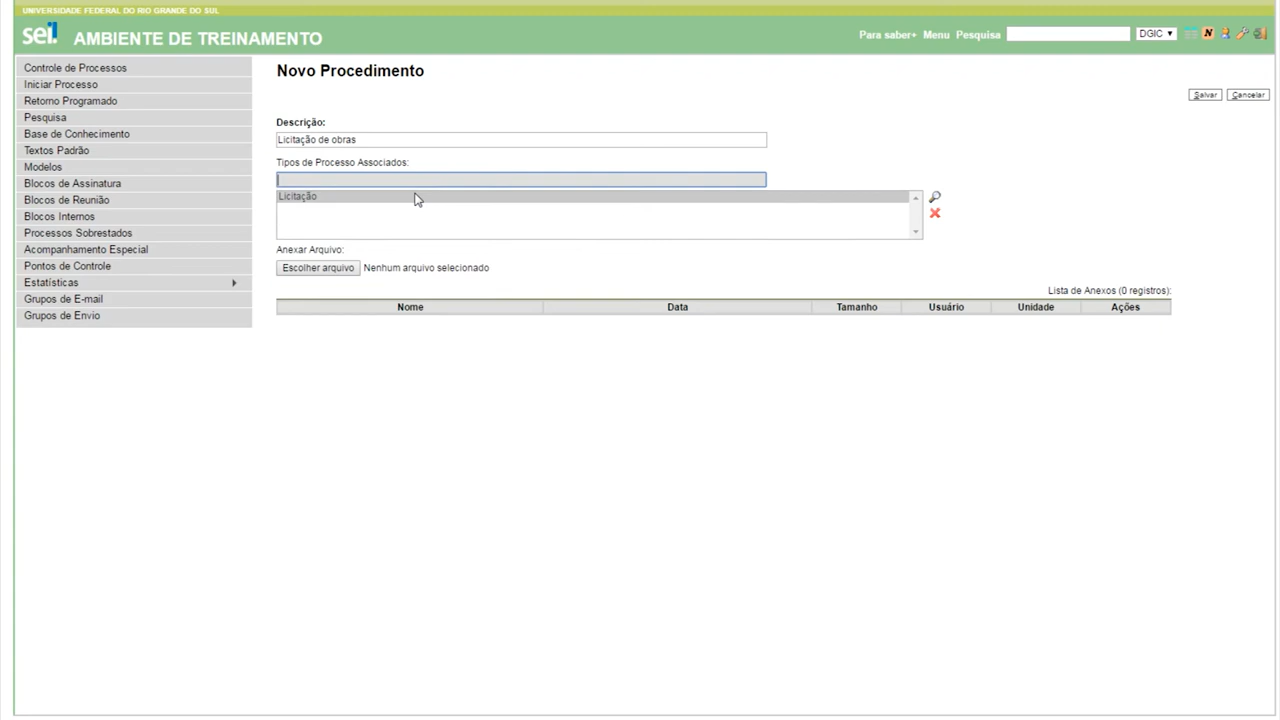 UNIVERSIDADE FEDERAL DO RIO GRANDE DO SUL
sei. AMBIENTE DE TREINAMENTO
Para saber+ Menu Pesquisa DGIC ▼ N
Controle de Processos
Iniciar Processo
Retorno Programado
Pesquisa
Base de Conhecimento
Textos Padrão
Modelos
Blocos de Assinatura
Blocos de Reunião
Blocos Internos
Processos Sobrestados
Acompanhamento Especial
Pontos de Controle
Estatísticas
Grupos de E-mail
Grupos de Envio
Novo Procedimento
Salvar Cancelar
Descrição:
Licitação de obras
Tipos de Processo Associados:
Licitação
Anexar Arquivo:
Escolher arquivo Nenhum arquivo selecionado
Lista de Anexos (0 registros):
Nome Data Tamanho Usuário Unidade Ações